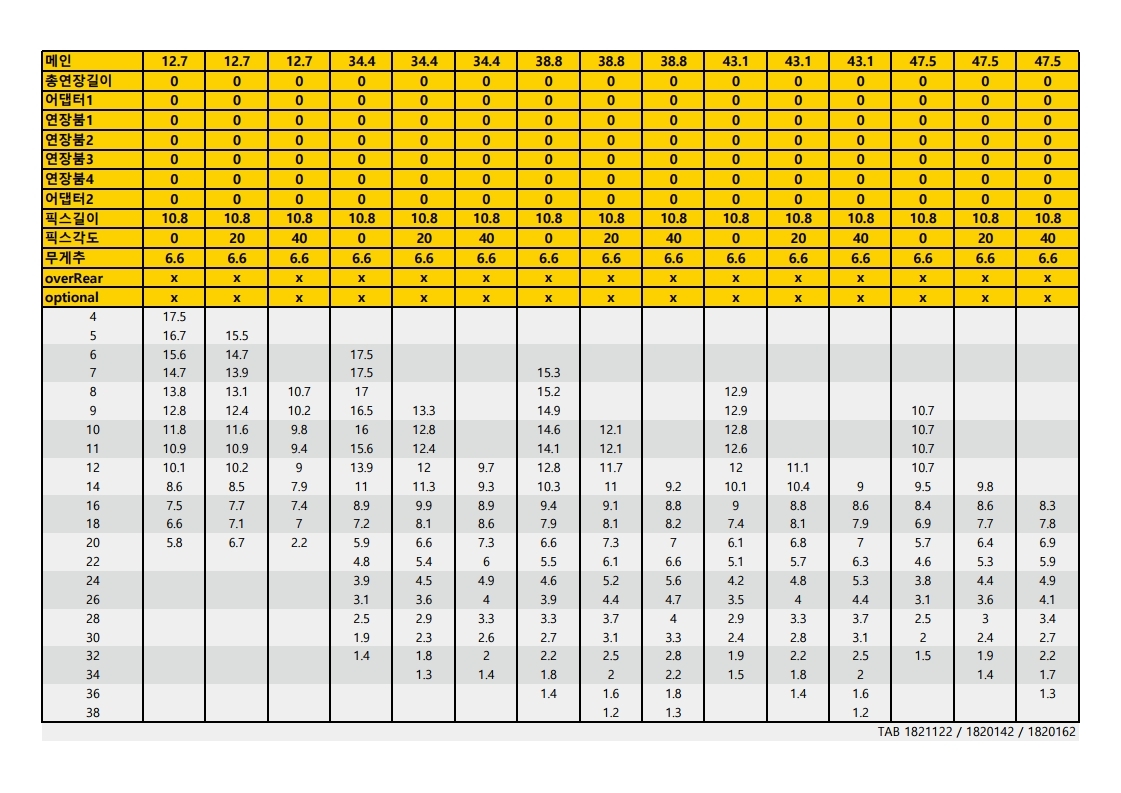 메인 12.7 12.7 12.7 34.4 34.4 34.4 38.8 38.8 38.8 43.1 43.1 43.1 47.5 47.5 47.5
총연장길이 0 0 0 0 0 0 0 0 0 0 0 0 0 0 0
어댑터1 0 0 0 0 0 0 0 0 0 0 0 0 0 0 0
연장붐1 0 0 0 0 0 0 0 0 0 0 0 0 0 0 0
연장붐2 0 0 0 0 0 0 0 0 0 0 0 0 0 0 0
연장붐3 0 0 0 0 0 0 0 0 0 0 0 0 0 0 0
연장붐4 0 0 0 0 0 0 0 0 0 0 0 0 0 0 0
어댑터2 0 0 0 0 0 0 0 0 0 0 0 0 0 0 0
픽스길이 10.8 10.8 10.8 10.8 10.8 10.8 10.8 10.8 10.8 10.8 10.8 10.8 10.8 10.8 10.8
픽스각도 0 20 40 0 20 40 0 20 40 0 20 40 0 20 40
무게추 6.6 6.6 6.6 6.6 6.6 6.6 6.6 6.6 6.6 6.6 6.6 6.6 6.6 6.6 6.6
overRear x x x x x x x x x x x x x x x
optional x x x x x x x x x x x x x x x
4 17.5
5 16.7 15.5
6 15.6 14.7 17.5
7 14.7 13.9 17.5 15.3
8 13.8 13.1 10.7 17 15.2 12.9
9 12.8 12.4 10.2 16.5 13.3 14.9 12.9 10.7
10 11.8 11.6 9.8 16 12.8 14.6 12.1 12.8 10.7
11 10.9 10.9 9.4 15.6 12.4 14.1 12.1 12.6 10.7
12 10.1 10.2 9 13.9 12 9.7 12.8 11.7 12 11.1 10.7
14 8.6 8.5 7.9 11 11.3 9.3 10.3 11 9.2 10.1 10.4 9 9.5 9.8
16 7.5 7.7 7.4 8.9 9.9 8.9 9.4 9.1 8.8 9 8.8 8.6 8.4 8.6 8.3
18 6.6 7.1 7 7.2 8.1 8.6 7.9 8.1 8.2 7.4 8.1 7.9 6.9 7.7 7.8
20 5.8 6.7 2.2 5.9 6.6 7.3 6.6 7.3 7 6.1 6.8 7 5.7 6.4 6.9
22 4.8 5.4 6 5.5 6.1 6.6 5.1 5.7 6.3 4.6 5.3 5.9
24 3.9 4.5 4.9 4.6 5.2 5.6 4.2 4.8 5.3 3.8 4.4 4.9
26 3.1 3.6 4 3.9 4.4 4.7 3.5 4 4.4 3.1 3.6 4.1
28 2.5 2.9 3.3 3.3 3.7 4 2.9 3.3 3.7 2.5 3 3.4
30 1.9 2.3 2.6 2.7 3.1 3.3 2.4 2.8 3.1 2 2.4 2.7
32 1.4 1.8 2 2.2 2.5 2.8 1.9 2.2 2.5 1.5 1.9 2.2
34 1.3 1.4 1.8 2 2.2 1.5 1.8 2 1.4 1.7
36 1.4 1.6 1.8 1.4 1.6 1.3
38 1.2 1.3 1.2
TAB 1821122 / 1820142 / 1820162